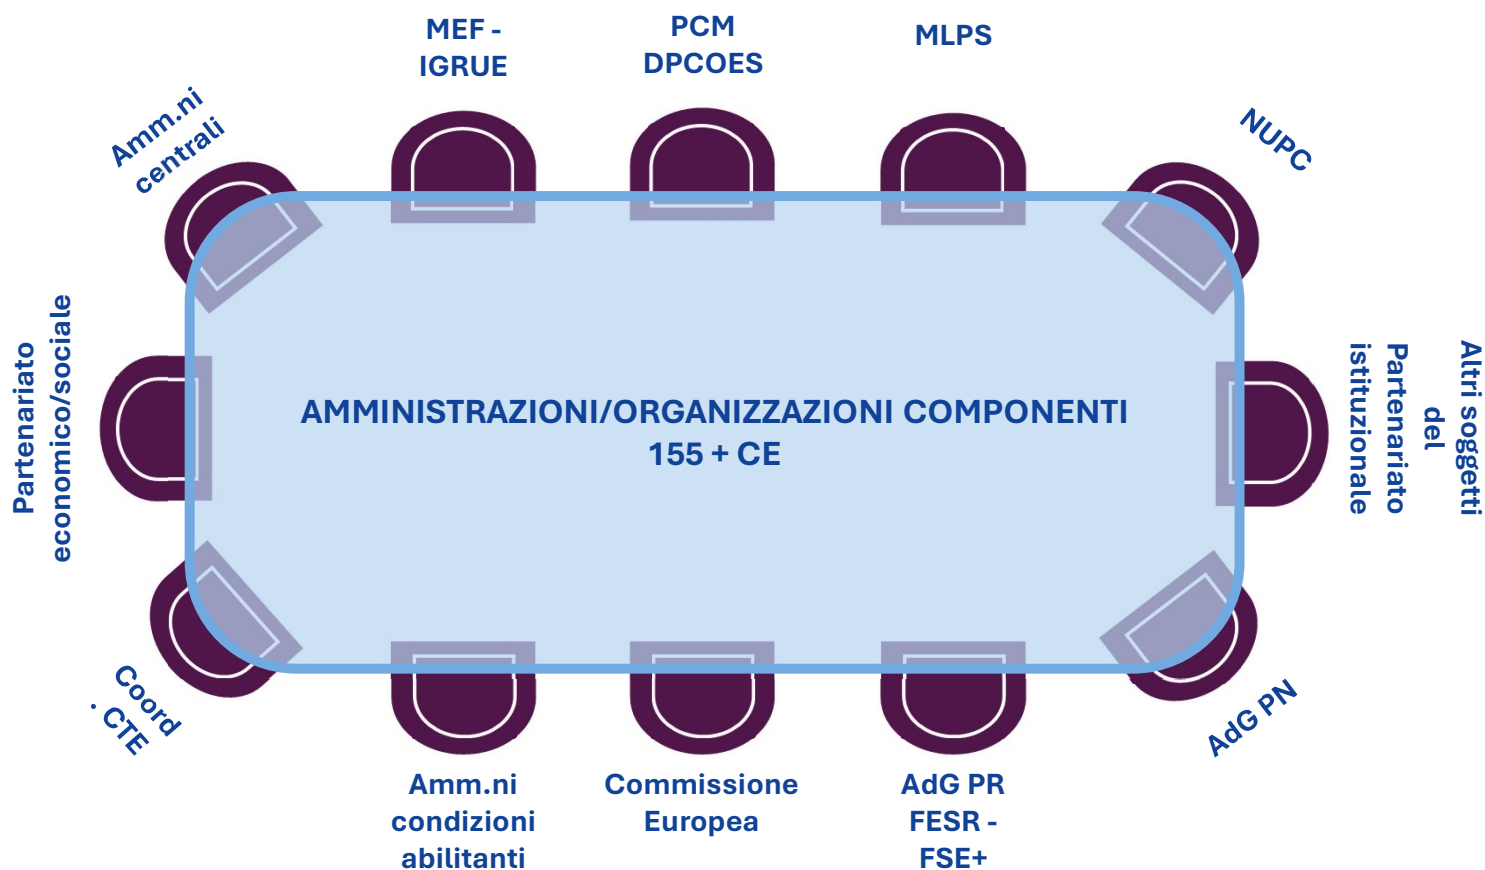 MEF -
IGRUE
PCM
DPCOES
MLPS
Amm.ni
centrali
NUPC
Partenariato
economico/sociale
AMMINISTRAZIONI/ORGANIZZAZIONI COMPONENTI
155 + CE
Altri soggetti
del
Partenariato
istituzionale
Coord
. CTE
AdG PN
Amm.ni
condizioni
abilitanti
Commissione
Europea
AdG PR
FESR -
FSE+